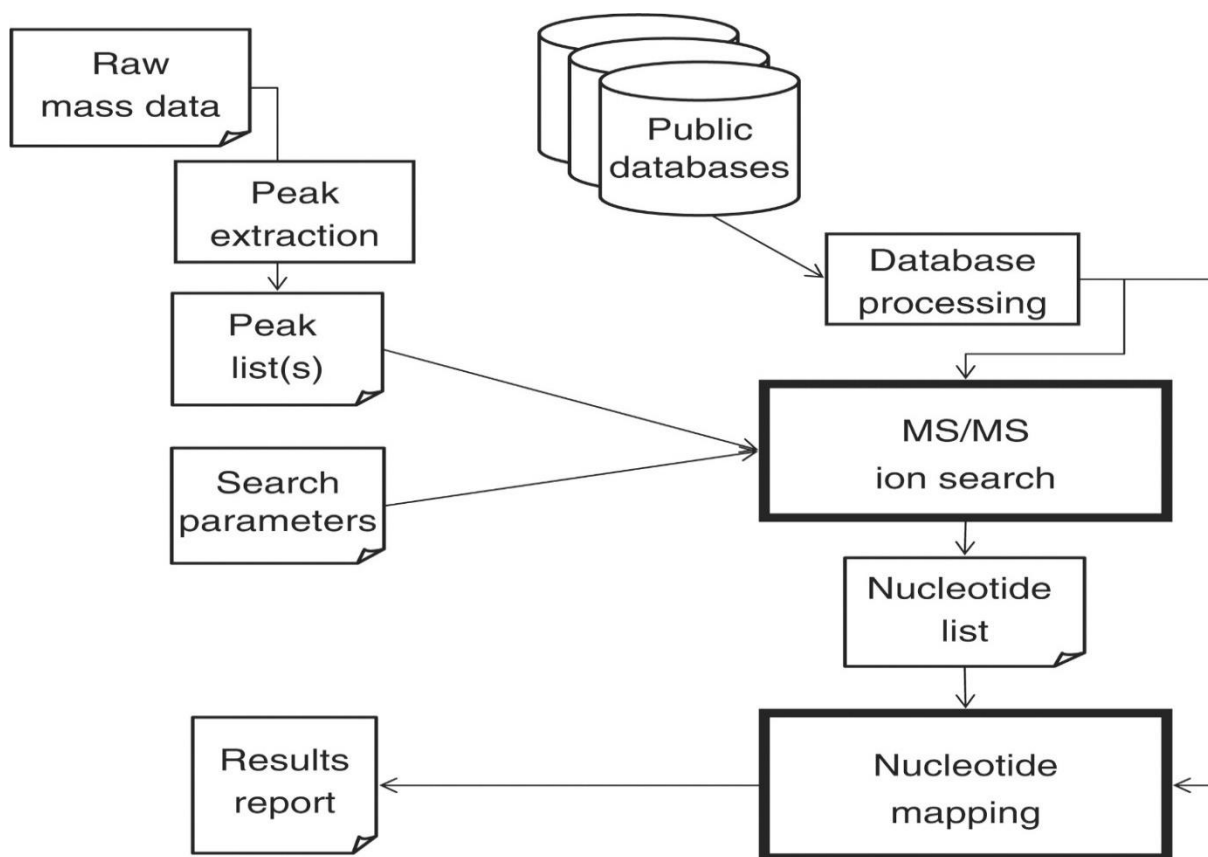 Raw
mass data
Public
databases
Peak
extraction
Database
processing
Peak
list(s)
MS/MS
ion search
Search
parameters
Nucleotide
list
Results
report
Nucleotide
mapping